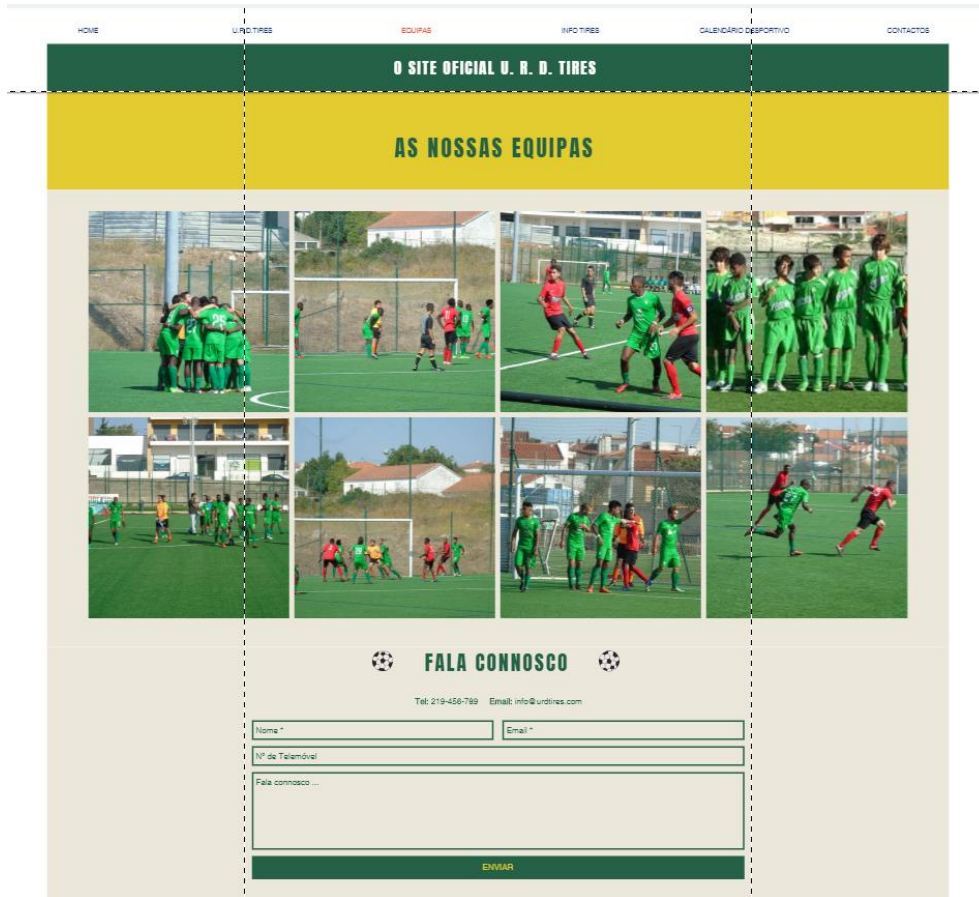 HOME U.R.D.TIRES EQUIPAS INFO TIRES CALENDÁRIO DESPORTIVO CONTACTOS
O SITE OFICIAL U. R. D. TIRES
AS NOSSAS EQUIPAS
FALA CONNOSCO
Tel: 219-456-789 Email: info@urdtires.com
Nome * Email *
Nº de Telemóvel
Fala connosco ...
ENVIAR